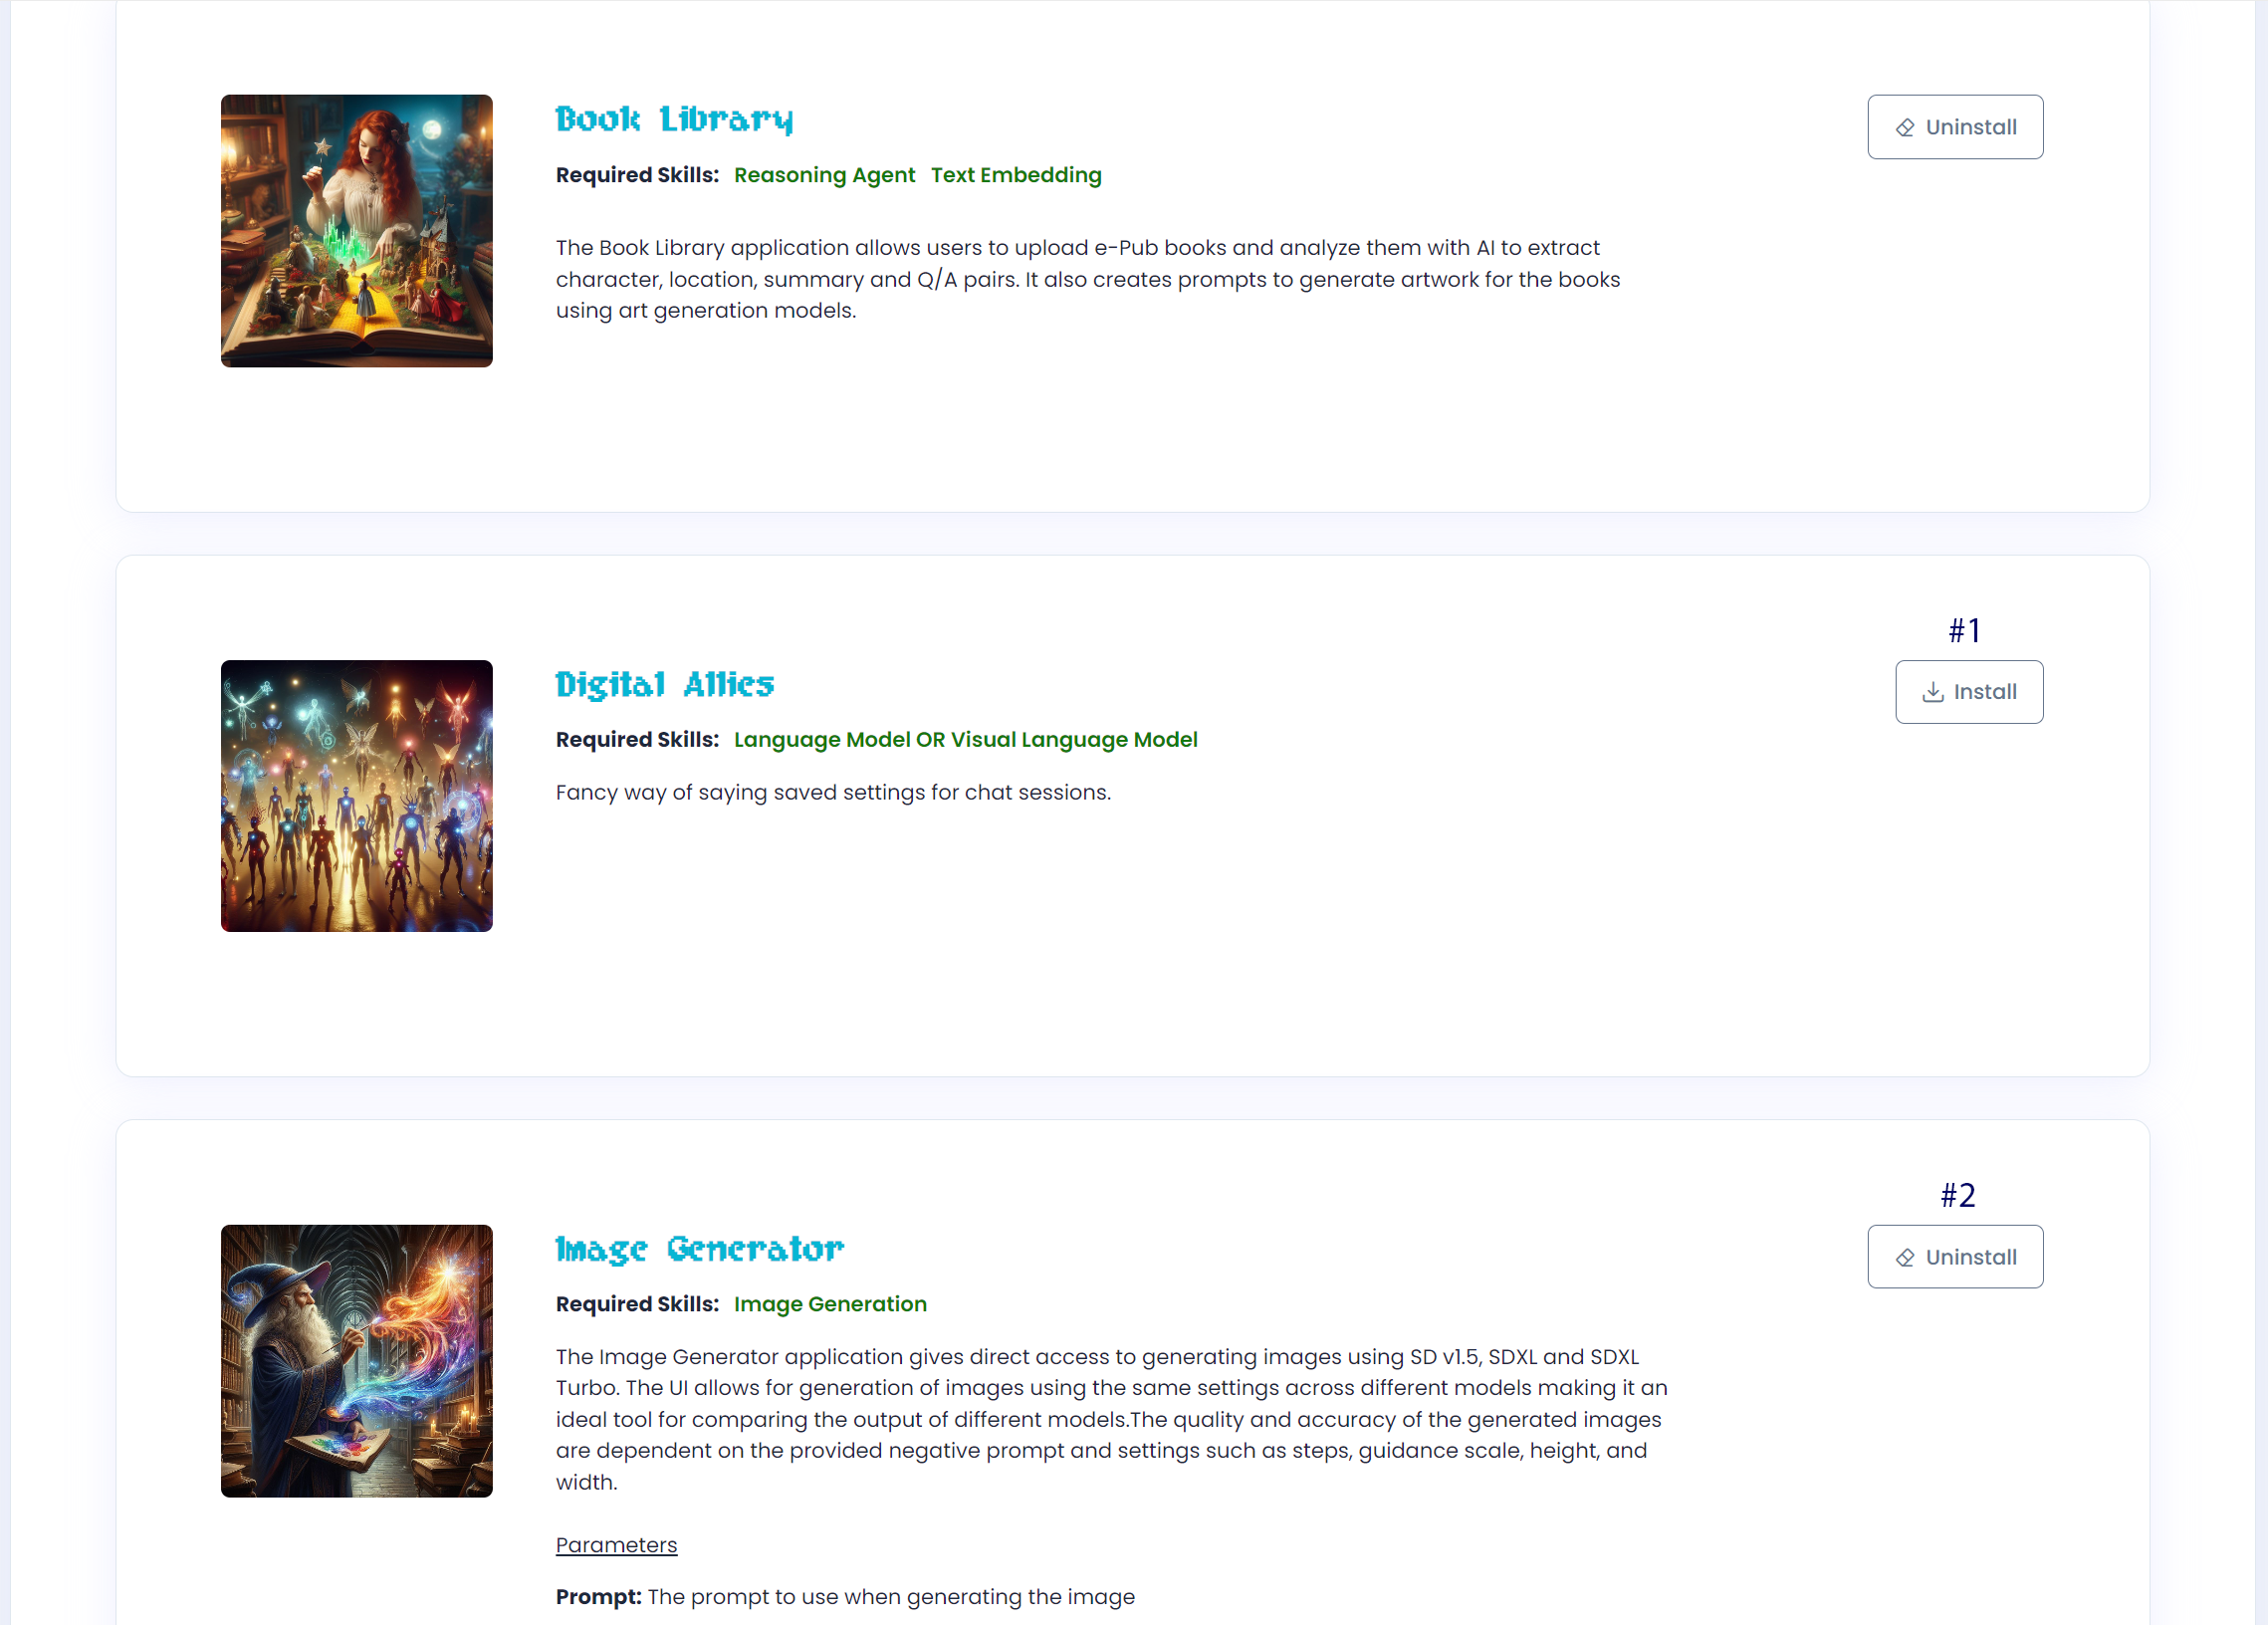 Book Library
Uninstall
Required Skills: Reasoning Agent Text Embedding
The Book Library application allows users to upload e-Pub books and analyze them with AI to extract
character, location, summary and Q/A pairs. It also creates prompts to generate artwork for the books
using art generation models.
#1
Digital Allies
Install
Required Skills: Language Model OR Visual Language Model
Fancy way of saying saved settings for chat sessions.
#2
Image Generator
Uninstall
Required Skills: Image Generation
The Image Generator application gives direct access to generating images using SD v1.5, SDXL and SDXL
Turbo. The UI allows for generation of images using the same settings across different models making it an
ideal tool for comparing the output of different models.The quality and accuracy of the generated images
are dependent on the provided negative prompt and settings such as steps, guidance scale, height, and
width.
Parameters
Prompt: The prompt to use when generating the image